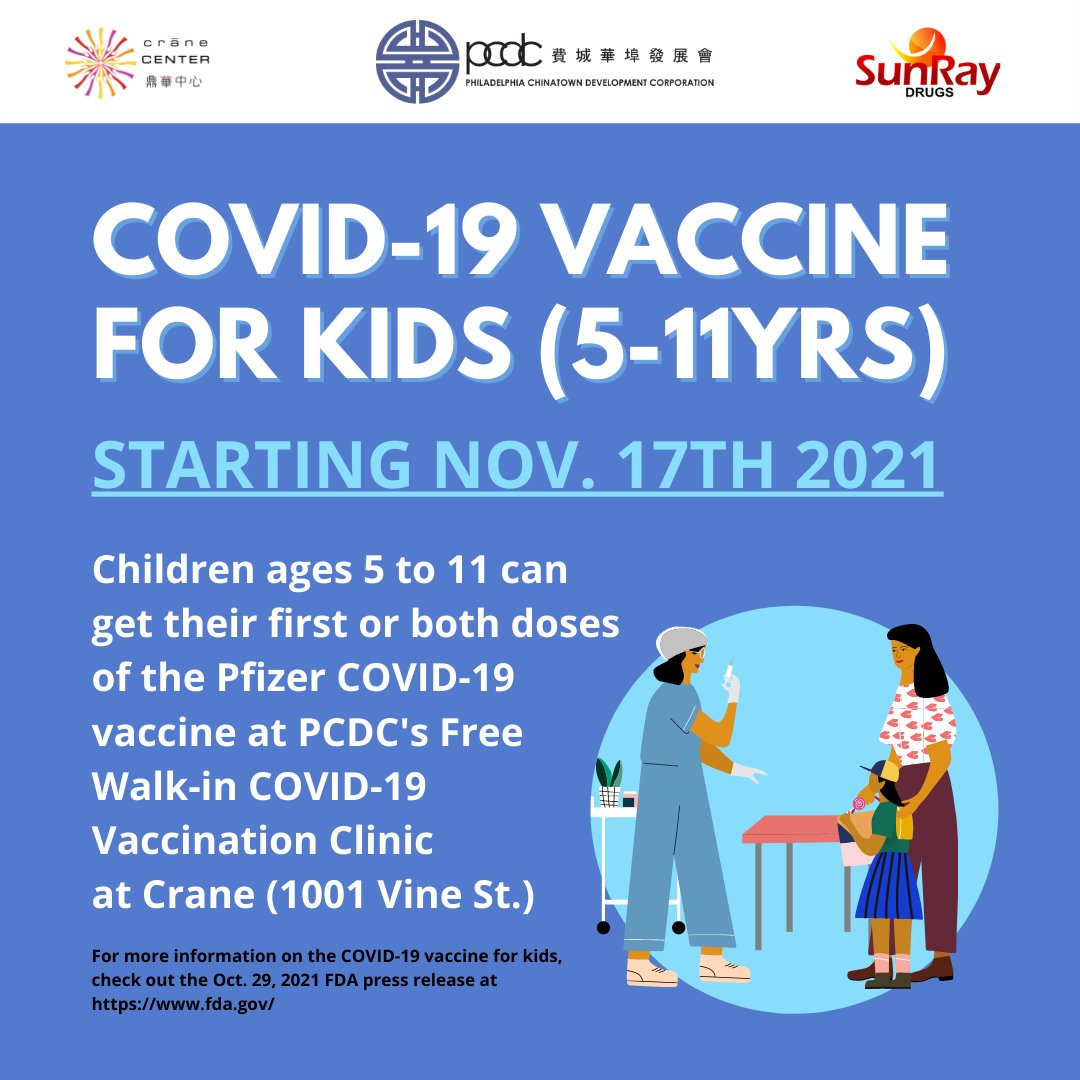 crāne
CENTER
鼎華中心
pcdc 費城華埠發展會
PHILADELPHIA CHINATOWN DEVELOPMENT CORPORATION
SunRay
DRUGS
COVID-19 VACCINE
FOR KIDS (5-11YRS)
STARTING NOV. 17TH 2021
Children ages 5 to 11 can
get their first or both doses
of the Pfizer COVID-19
vaccine at PCDC's Free
Walk-in COVID-19
Vaccination Clinic
at Crane (1001 Vine St.)
For more information on the COVID-19 vaccine for kids,
check out the Oct. 29, 2021 FDA press release at
https://www.fda.gov/